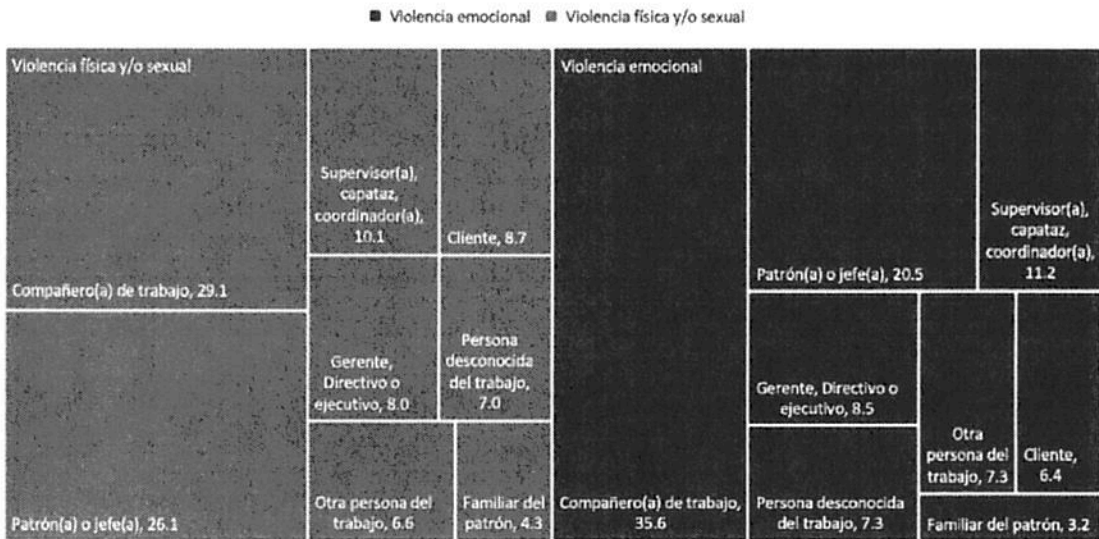 Violencia emocional Violencia física y/o sexual
Violencia física y/o sexual
Compañero(a) de trabajo, 29.1
Patrón(a) o jefe(a), 26.1
Supervisor(a),
capataz,
coordinador(a),
10.1
Cliente, 8.7
Gerente,
Directivo o
ejecutivo, 8.0
Persona
desconocida
del trabajo,
7.0
Otra persona del
trabajo, 6.6
Familiar del
patrón, 4.3
Violencia emocional
Compañero(a) de trabajo,
35.6
Patrón(a) o jefe(a), 20.5
Supervisor(a),
capataz,
coordinador(a),
11.2
Gerente, Directivo o
ejecutivo, 8.5
Persona desconocida
del trabajo, 7.3
Otra
persona del
trabajo, 7.3
Cliente,
6.4
Familiar del patrón, 3.2